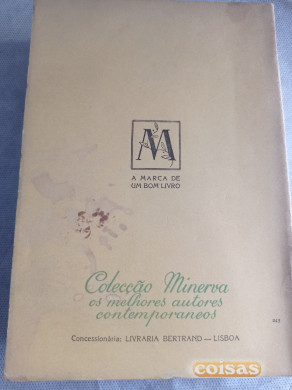 M
A MARCA DE
UM BOM LIVRO
Colecção Minerva
os melhores autores
contemporaneos
Concessionária: LIVRARIA BERTRAND — LISBOA
coisas